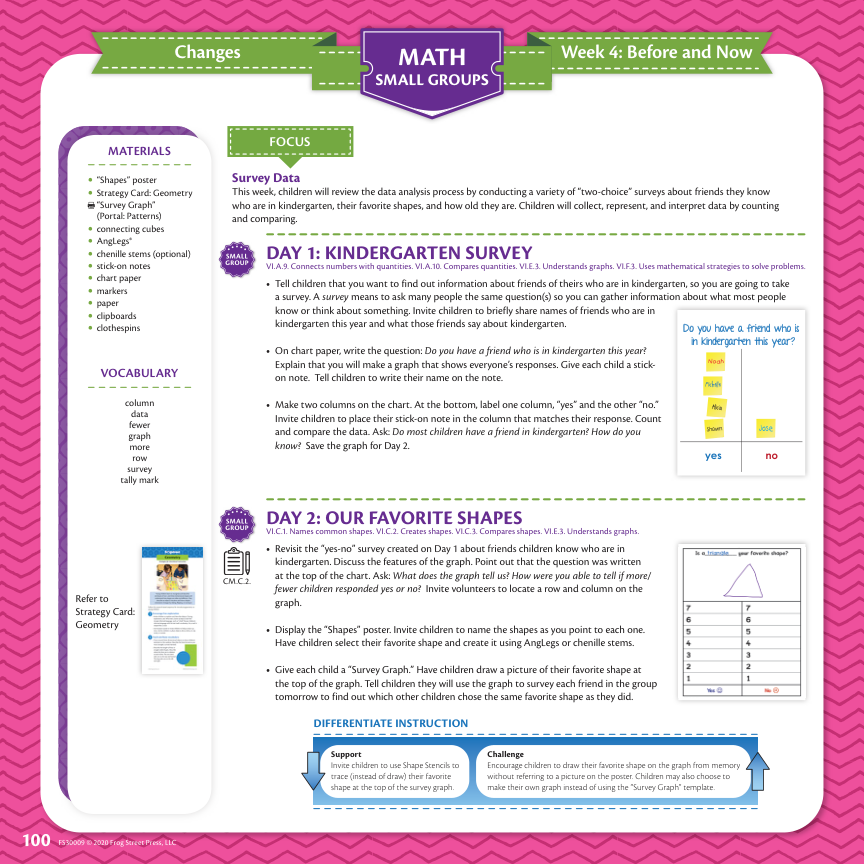 Changes
MATH
SMALL GROUPS
Week 4: Before and Now
MATERIALS
• "Shapes" poster
• Strategy Card: Geometry
"Survey Graph"
(Portal: Patterns)
• connecting cubes
• AngLegs®
• chenille stems (optional)
• stick-on notes
• chart paper
• markers
• paper
• clipboards
• clothespins
VOCABULARY
column
data
fewer
graph
more
row
survey
tally mark
Refer to
Strategy Card:
Geometry
FOCUS
Survey Data
This week, children will review the data analysis process by conducting a variety of "two-choice" surveys about friends they know
who are in kindergarten, their favorite shapes, and how old they are. Children will collect, represent, and interpret data by counting
and comparing.
SMALL
GROUP
DAY 1: KINDERGARTEN SURVEY
VI.A.9. Connects numbers with quantities. VI.A.10. Compares quantities. VI.E.3. Understands graphs. VI.F.3. Uses mathematical strategies to solve problems.
• Tell children that you want to find out information about friends of theirs who are in kindergarten, so you are going to take
a survey. A survey means to ask many people the same question(s) so you can gather information about what most people
know or think about something. Invite children to briefly share names of friends who are in
kindergarten this year and what those friends say about kindergarten.
• On chart paper, write the question: Do you have a friend who is in kindergarten this year?
Explain that you will make a graph that shows everyone's responses. Give each child a stick-
on note. Tell children to write their name on the note.
• Make two columns on the chart. At the bottom, label one column, "yes" and the other "no."
Invite children to place their stick-on note in the column that matches their response. Count
and compare the data. Ask: Do most children have a friend in kindergarten? How do you
know? Save the graph for Day 2.
Do you have a friend who is
in kindergarten this year?
Noah
Michelle
Shawn
Jose
yes
no
SMALL
GROUP
CM.C.2.
DAY 2: OUR FAVORITE SHAPES
VI.C.1. Names common shapes. VI.C.2. Creates shapes. VI.C.3. Compares shapes. VI.E.3. Understands graphs.
• Revisit the "yes-no" survey created on Day 1 about friends children know who are in
kindergarten. Discuss the features of the graph. Point out that the question was written
at the top of the chart. Ask: What does the graph tell us? How were you able to tell if more/
fewer children responded yes or no? Invite volunteers to locate a row and column on the
graph.
• Display the "Shapes" poster. Invite children to name the shapes as you point to each one.
Have children select their favorite shape and create it using AngLegs or chenille stems.
• Give each child a "Survey Graph." Have children draw a picture of their favorite shape at
the top of the graph. Tell children they will use the graph to survey each friend in the group
tomorrow to find out which other children chose the same favorite shape as they did.
Is a triangle your favorite shape?
7 7
6 6
5 5
4 4
3 3
2 2
1 1
Yes No
DIFFERENTIATE INSTRUCTION
Support
Invite children to use Shape Stencils to
trace (instead of draw) their favorite
shape at the top of the survey graph.
Challenge
Encourage children to draw their favorite shape on the graph from memory
without referring to a picture on the poster. Children may also choose to
make their own graph instead of using the "Survey Graph" template.
100 FS30009 © 2020 Frog Street Press, LLC